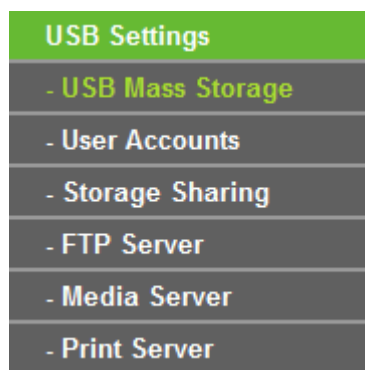 USB Settings
- USB Mass Storage
- User Accounts
- Storage Sharing
- FTP Server
- Media Server
- Print Server